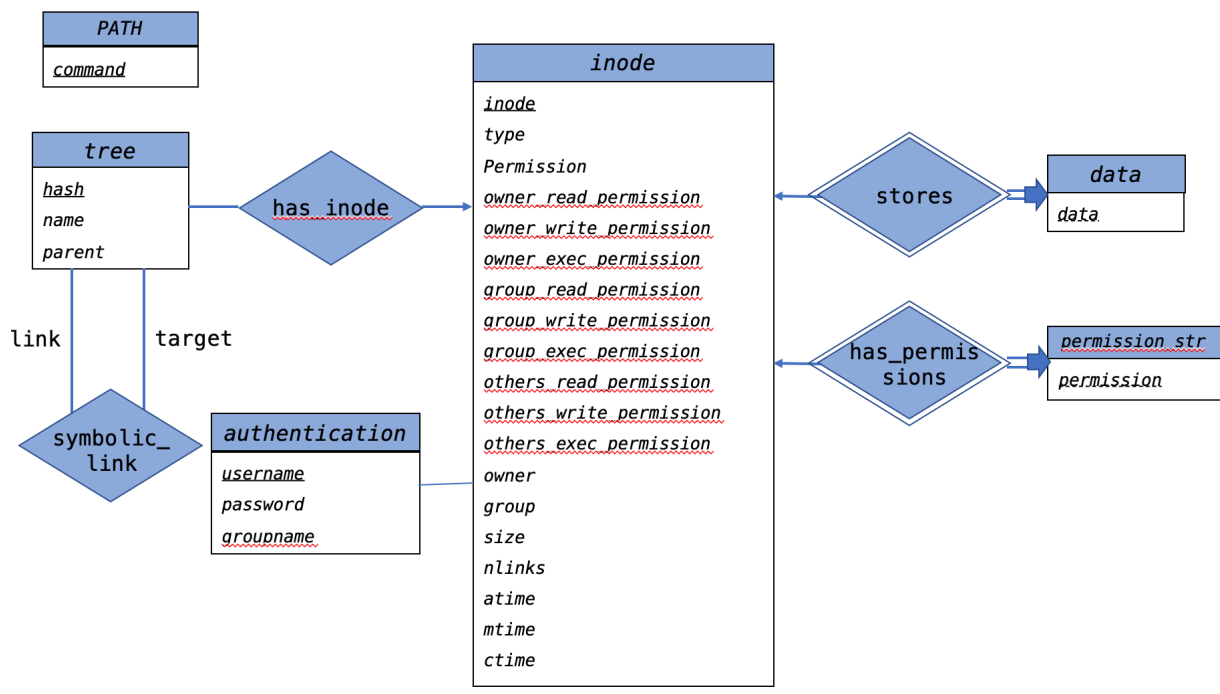 PATH
command
tree
hash
name
parent
has_inode
link
target
symbolic_
link
authentication
username
password
groupname
inode
inode
type
Permission
owner_read_permission
owner_write_permission
owner_exec_permission
group_read_permission
group_write_permission
group_exec_permission
others_read_permission
others_write_permission
others_exec_permission
owner
group
size
nlinks
atime
mtime
ctime
stores
data
data
has_permis
sions
permission_str
permission